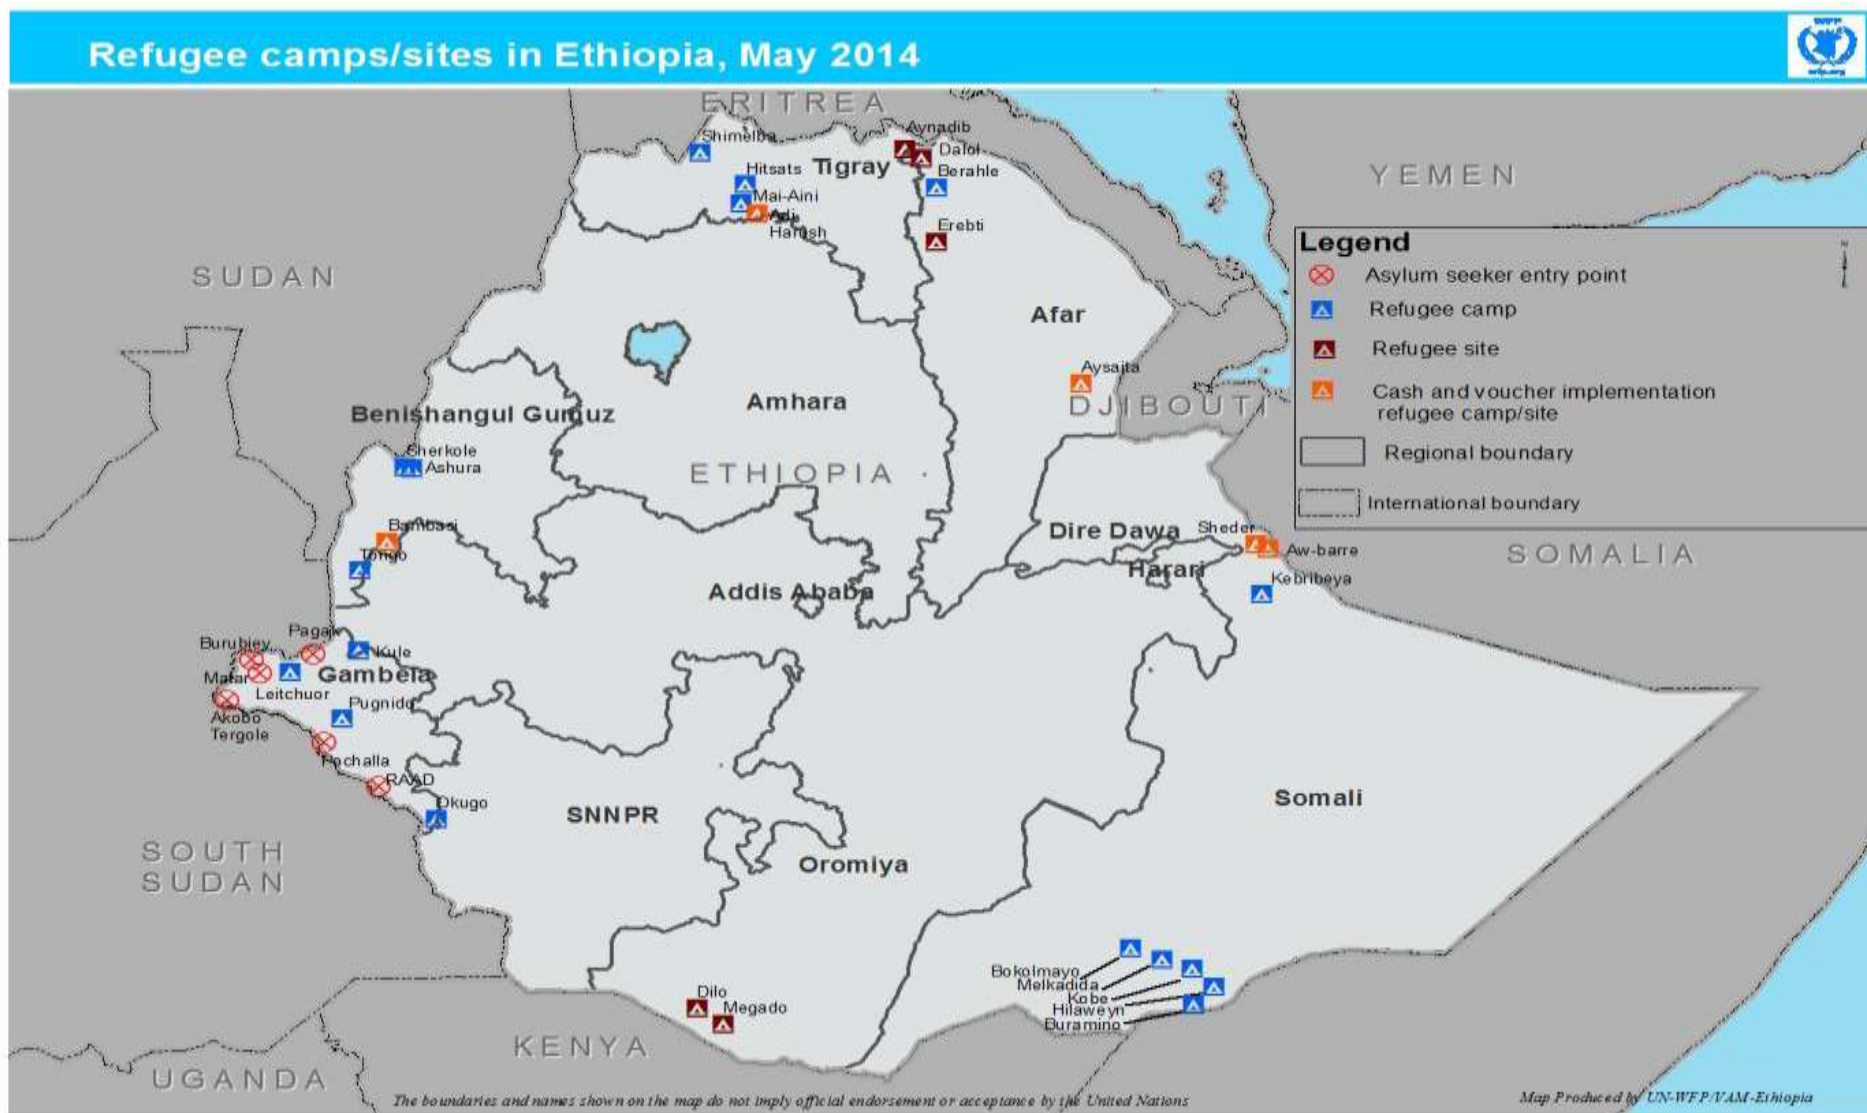 Refugee camps/sites in Ethiopia, May 2014
WFP
wfp.org
ERITREA
Shimelba
Aynadib
Dalol
Hitsats
Tigray
Berahle
Mai-Aini
Adi
Harush
Erebti
YEMEN
SUDAN
Legend
N
Asylum seeker entry point
Refugee camp
Refugee site
Cash and voucher implementation
refugee camp/site
Regional boundary
International boundary
Afar
Aysaita
DJIBOUTI
Amhara
Benishangul Gumuz
Sherkole
Ashura
ETHIOPIA
Bambasi
Tongo
Dire Dawa
Sheder
Aw-barre
SOMALIA
Harari
Kebribeya
Addis Ababa
Pagak
Burubiey
Kule
Matar
Gambela
Leitchuor
Pugnido
Akobo
Tergole
Pochalla
RAAD
Okugo
SNNPR
Somali
SOUTH
SUDAN
Oromiya
Bokolmayo
Melkadida
Kobe
Hilaweyn
Buramino
Dilo
Megado
KENYA
UGANDA
The boundaries and names shown on the map do not imply official endorsement or acceptance by the United Nations
Map Produced by UN-WFP/VAM-Ethiopia